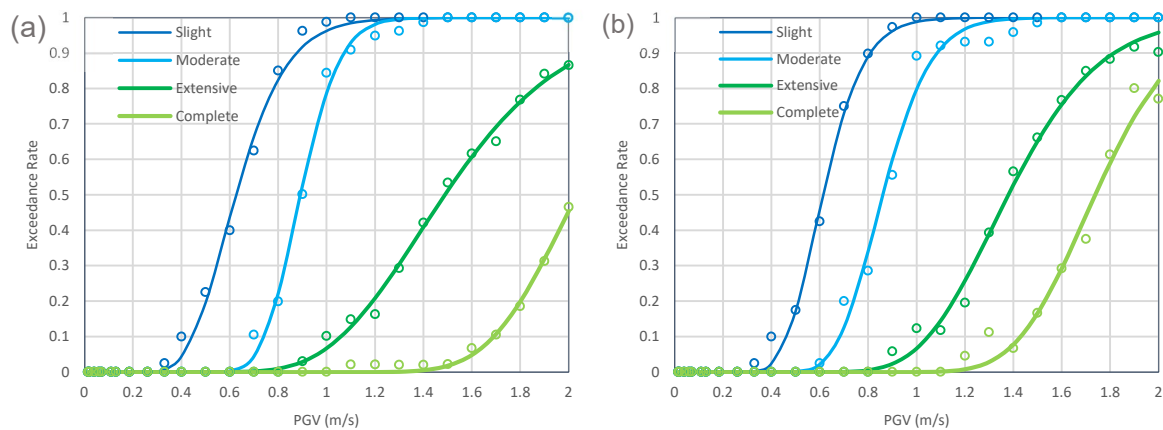 (a)
Exceedance Rate
1
0.9
0.8
0.7
0.6
0.5
0.4
0.3
0.2
0.1
0
Slight
Moderate
Extensive
Complete
0 0.2 0.4 0.6 0.8 1 1.2 1.4 1.6 1.8 2
PGV (m/s)
(b)
Exceedance Rate
1
0.9
0.8
0.7
0.6
0.5
0.4
0.3
0.2
0.1
0
Slight
Moderate
Extensive
Complete
0 0.2 0.4 0.6 0.8 1 1.2 1.4 1.6 1.8 2
PGV (m/s)